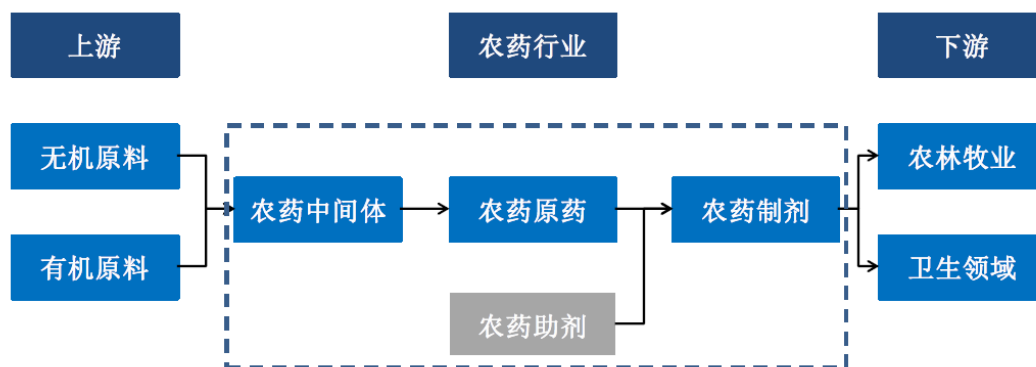 上游
农药行业
下游
无机原料
农林牧业
农药中间体
农药原药
农药制剂
有机原料
卫生领域
农药助剂